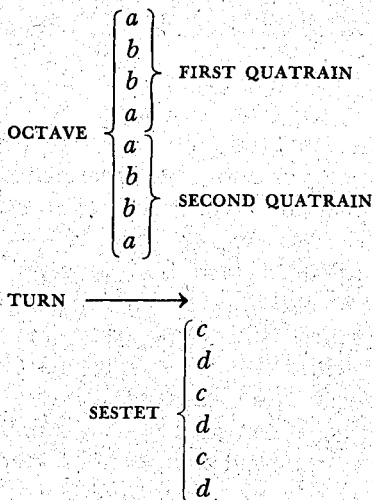 a
b
b FIRST QUATRAIN
a
OCTAVE
a
b
b SECOND QUATRAIN
a
TURN
c
d
c
SESTET
d
c
d